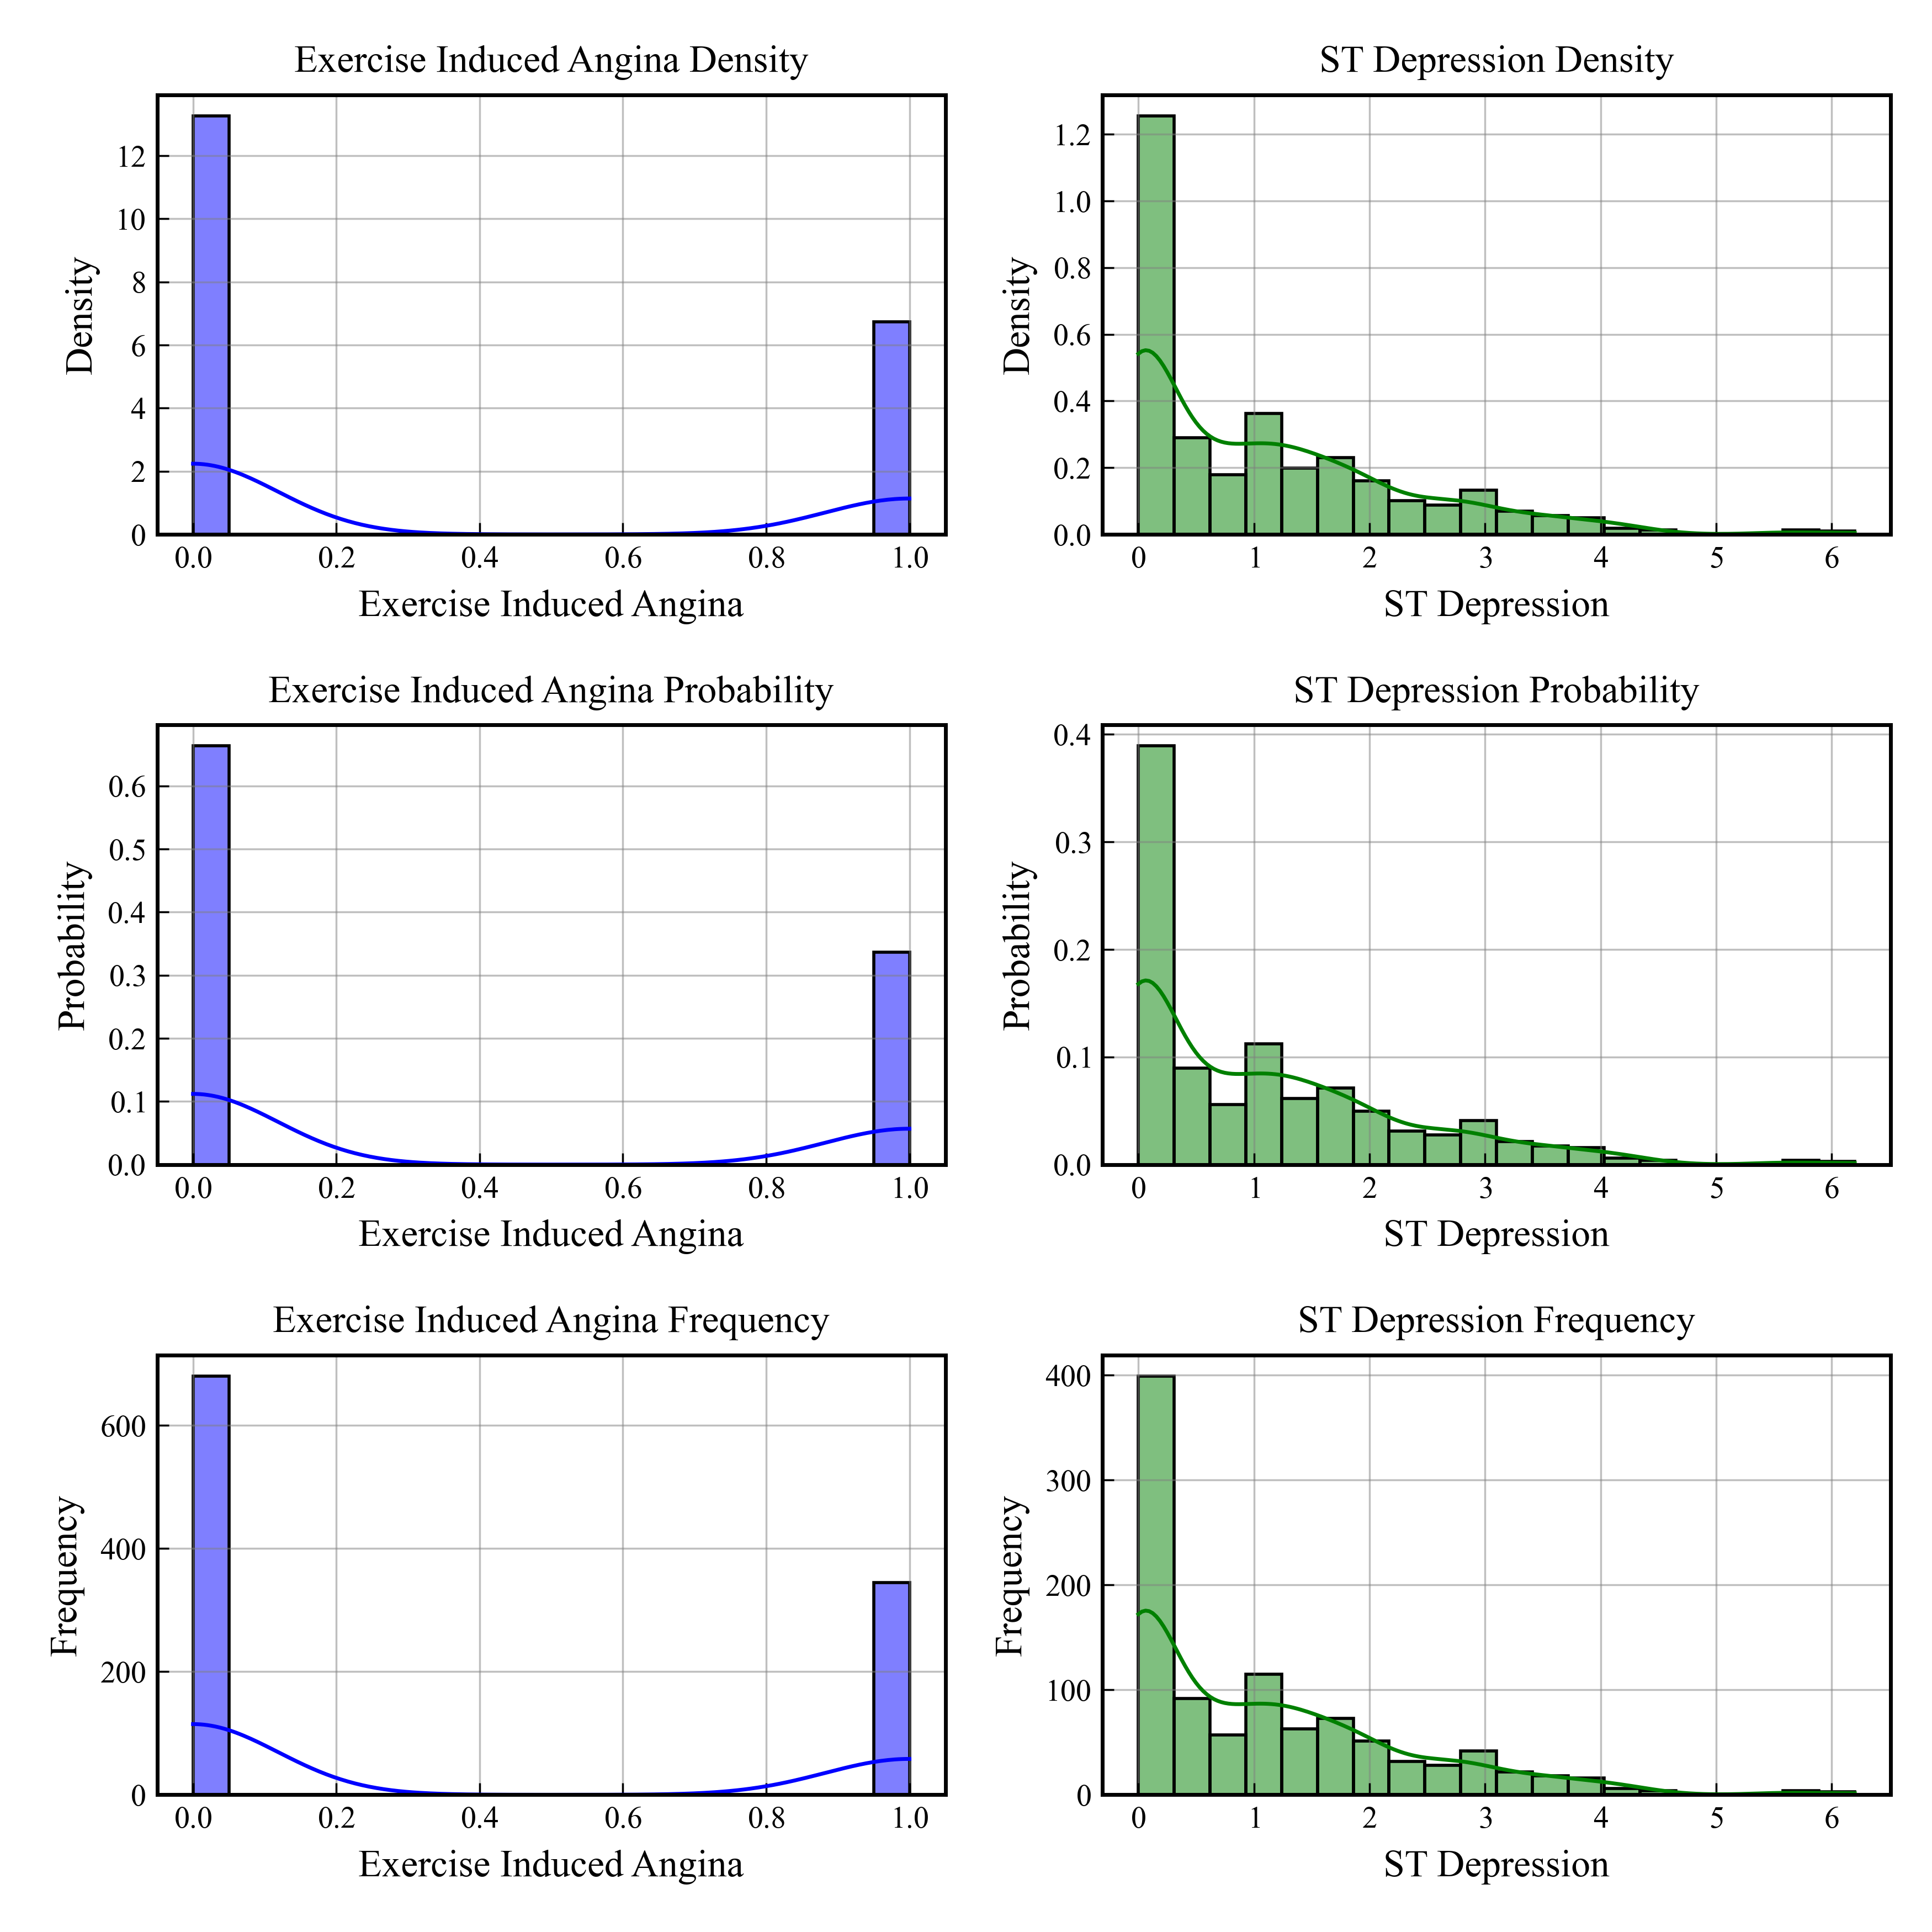 Exercise Induced Angina Density
12
10
8
6
4
2
0
Density
0.0 0.2 0.4 0.6 0.8 1.0
Exercise Induced Angina
ST Depression Density
1.2
1.0
0.8
0.6
0.4
0.2
0.0
Density
0 1 2 3 4 5 6
ST Depression
Exercise Induced Angina Probability
0.6
0.5
0.4
0.3
0.2
0.1
0.0
Probability
0.0 0.2 0.4 0.6 0.8 1.0
Exercise Induced Angina
ST Depression Probability
0.4
0.3
0.2
0.1
0.0
Probability
0 1 2 3 4 5 6
ST Depression
Exercise Induced Angina Frequency
600
400
200
0
Frequency
0.0 0.2 0.4 0.6 0.8 1.0
Exercise Induced Angina
ST Depression Frequency
400
300
200
100
0
Frequency
0 1 2 3 4 5 6
ST Depression